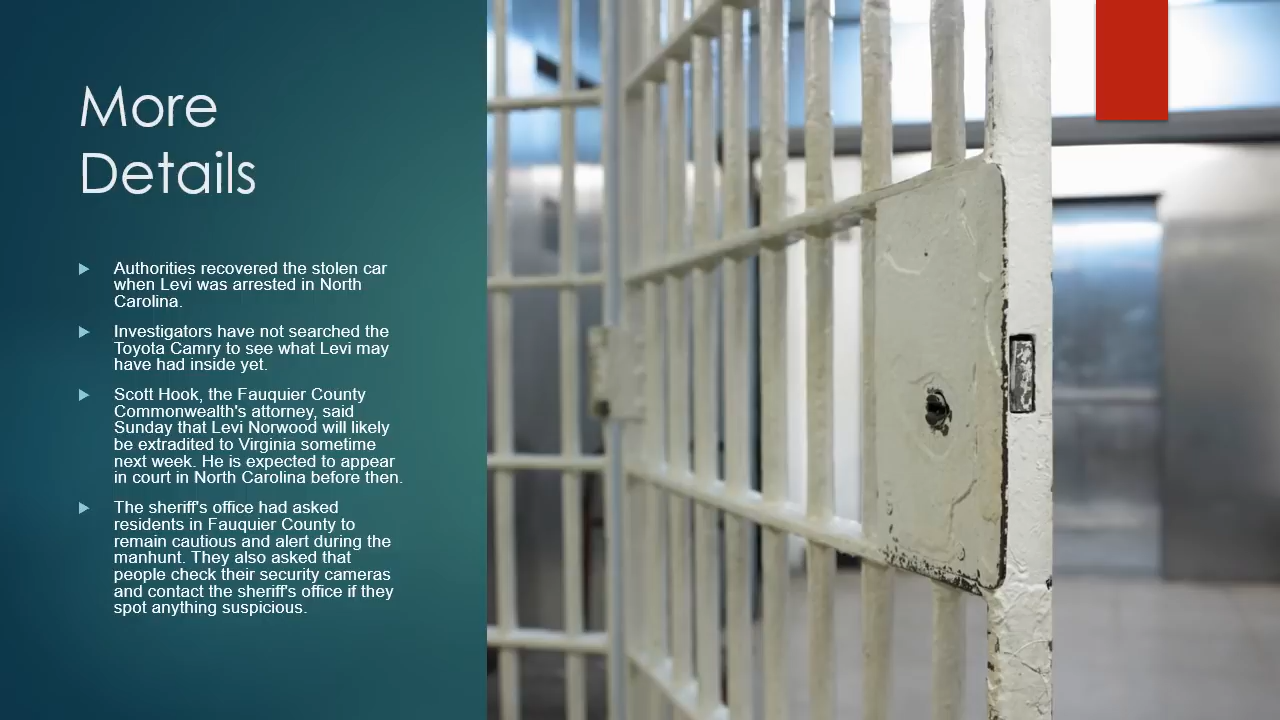 More
Details
Authorities recovered the stolen car
when Levi was arrested in North
Carolina.
Investigators have not searched the
Toyota Camry to see what Levi may
have had inside yet.
Scott Hook, the Fauquier County
Commonwealth's attorney, said
Sunday that Levi Norwood will likely
be extradited to Virginia sometime
next week. He is expected to appear
in court in North Carolina before then.
The sheriff's office had asked
residents in Fauquier County to
remain cautious and alert during the
manhunt. They also asked that
people check their security cameras
and contact the sheriff's office if they
spot anything suspicious.